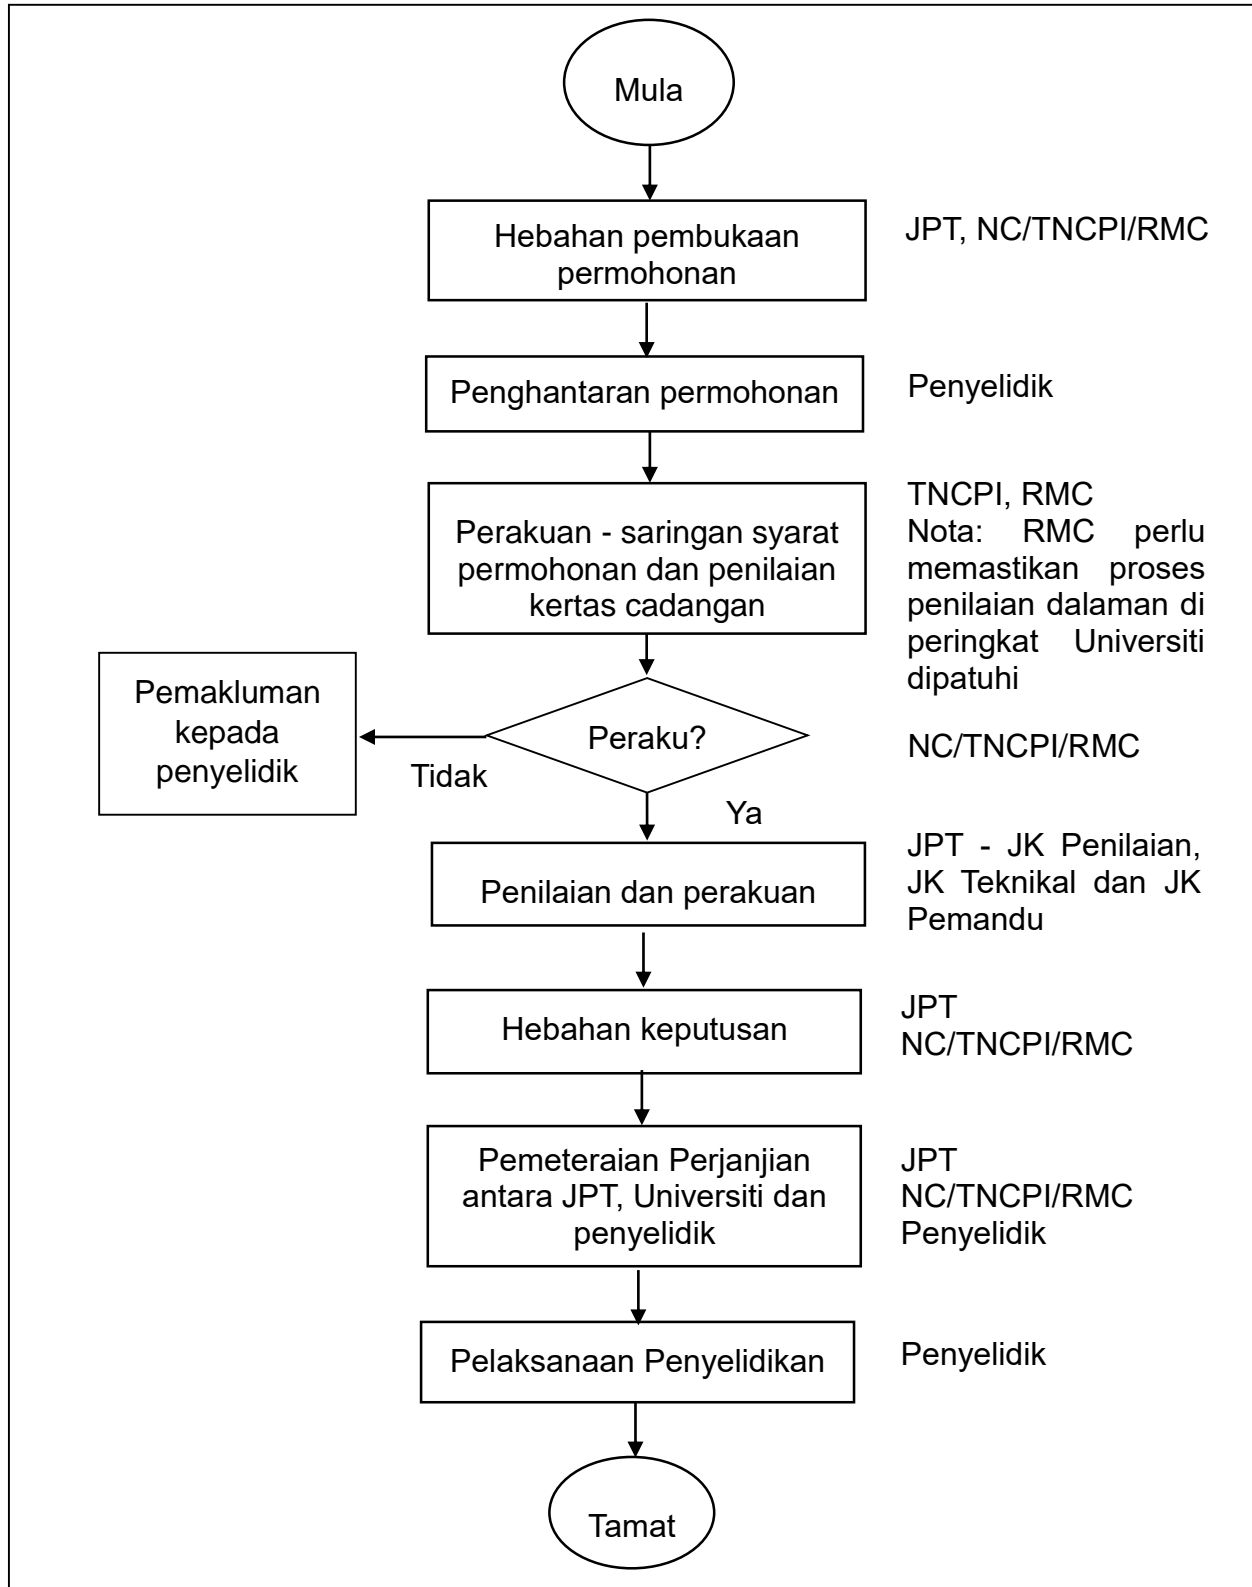 Mula
Hebahan pembukaan
permohonan
JPT, NC/TNCPI/RMC
Penghantaran permohonan
Penyelidik
Perakuan - saringan syarat
permohonan dan penilaian
kertas cadangan
TNCPI, RMC
Nota: RMC perlu
memastikan proses
penilaian dalaman di
peringkat Universiti
dipatuhi
Pemakluman
kepada
penyelidik
Tidak
Peraku?
NC/TNCPI/RMC
Ya
Penilaian dan perakuan
JPT - JK Penilaian,
JK Teknikal dan JK
Pemandu
Hebahan keputusan
JPT
NC/TNCPI/RMC
Pemeteraian Perjanjian
antara JPT, Universiti dan
penyelidik
JPT
NC/TNCPI/RMC
Penyelidik
Pelaksanaan Penyelidikan
Penyelidik
Tamat